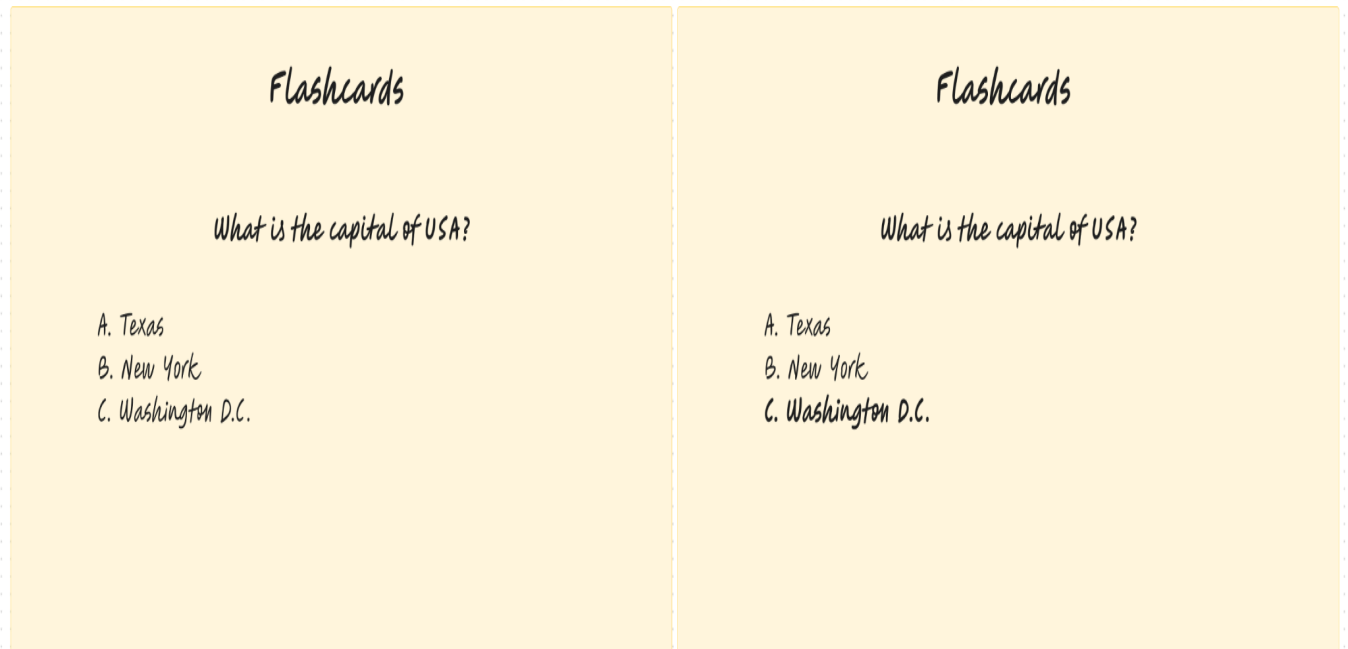 Flashcards
What is the capital of USA?
A. Texas
B. New York
C. Washington D.C.
Flashcards
What is the capital of USA?
A. Texas
B. New York
C. Washington D.C.